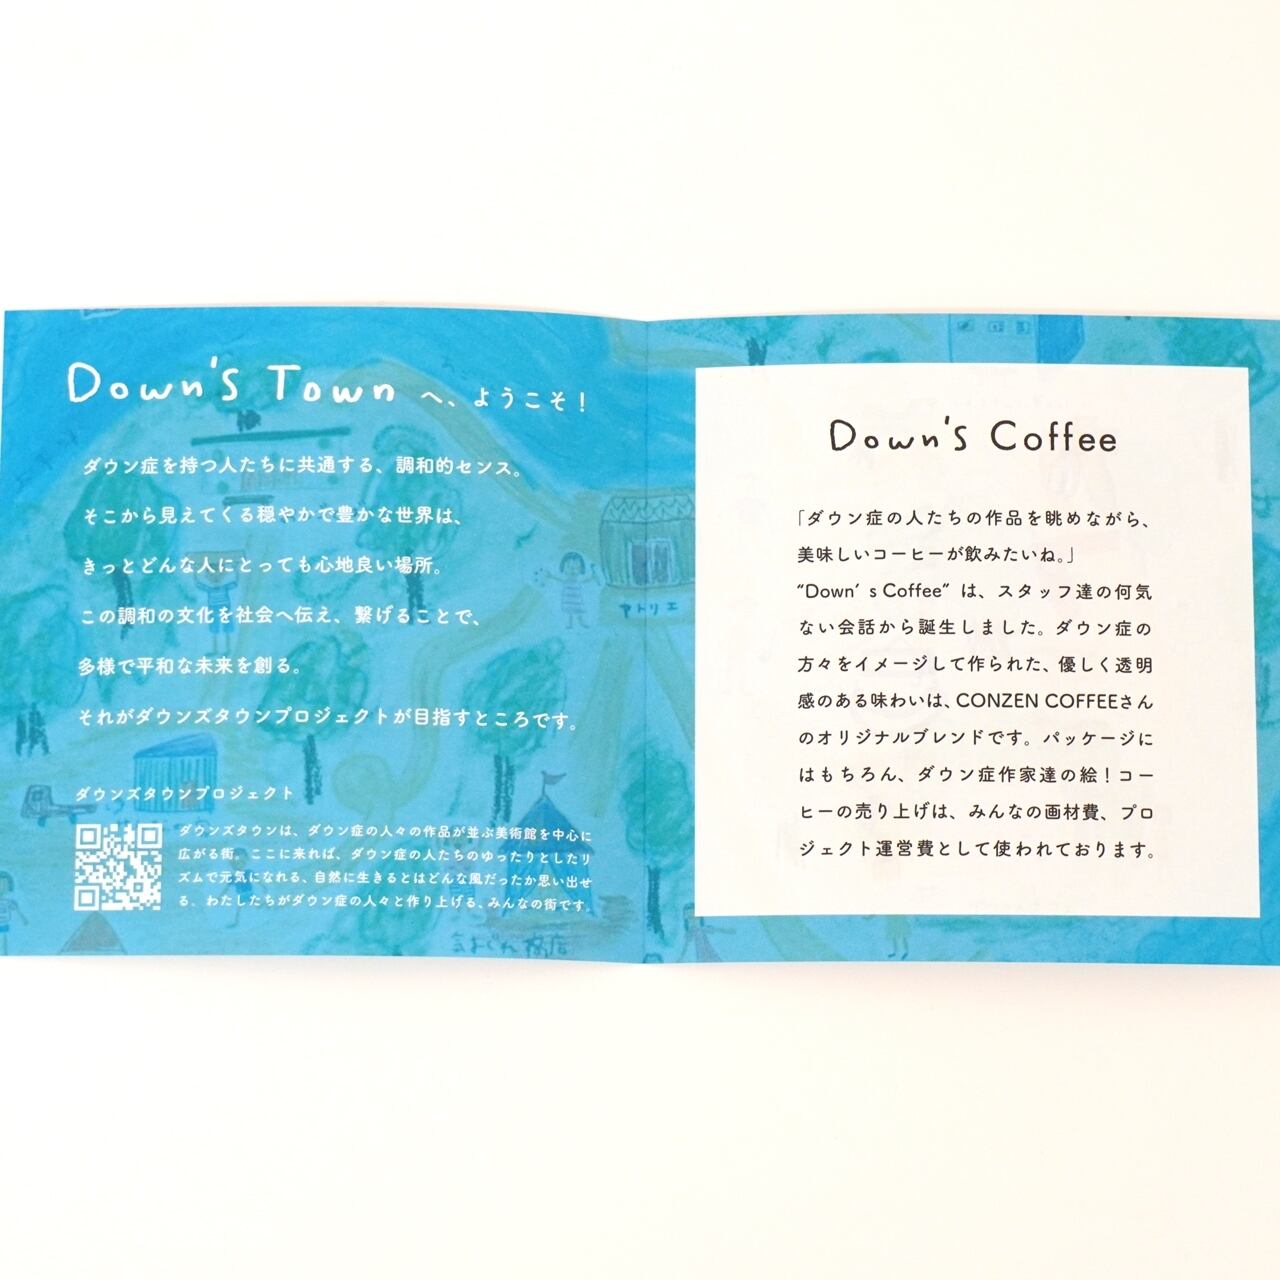 Down's Town へ、ようこそ！
ダウン症を持つ人たちに共通する、調和的センス。
そこから見えてくる穏やかで豊かな世界は、
きっとどんな人にとっても心地良い場所。
この調和の文化を社会へ伝え、繋げることで、
多様で平和な未来を創る。
それがダウンズタウンプロジェクトが目指すところです。
ダウンズタウンプロジェクト
ダウンズタウンは、ダウン症の人々の作品が並ぶ美術館を中心に
広がる街。ここに来れば、ダウン症の人たちのゆったりとしたリ
ズムで元気になれる、自然に生きるとはどんな風だったか思い出せ
る。わたしたちがダウン症の人々と作り上げる、みんなの街です。
アトリエ
Down's Coffee
「ダウン症の人たちの作品を眺めながら、
美味しいコーヒーが飲みたいね。」
“Down’s Coffee” は、スタッフ達の何気
ない会話から誕生しました。ダウン症の
方々をイメージして作られた、優しく透明
感のある味わいは、CONZEN COFFEEさん
のオリジナルブレンドです。パッケージに
はもちろん、ダウン症作家達の絵！コー
ヒーの売り上げは、みんなの画材費、プロ
ジェクト運営費として使われております。